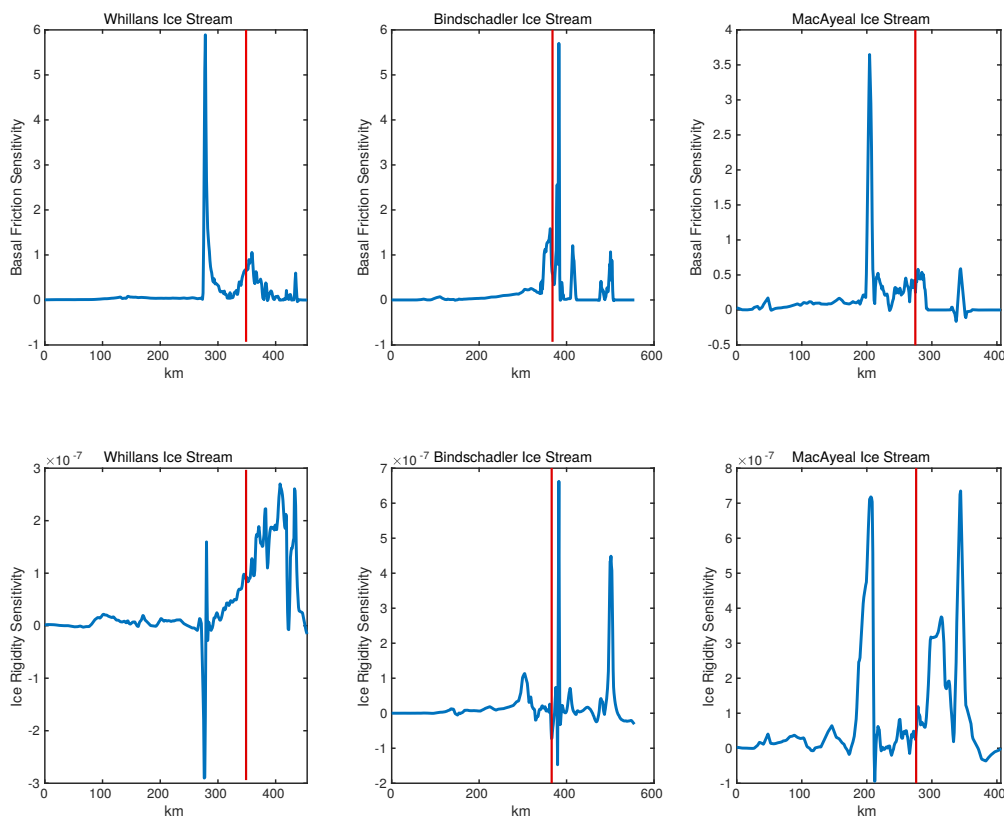 Whillans Ice Stream
6
5
4
3
2
1
0
-1
0 100 200 300 400
Basal Friction Sensitivity
km
Bindschadler Ice Stream
6
5
4
3
2
1
0
-1
0 200 400 600
Basal Friction Sensitivity
km
MacAyeal Ice Stream
4
3.5
3
2.5
2
1.5
1
0.5
0
-0.5
0 100 200 300 400
Basal Friction Sensitivity
km
×10 -7
Whillans Ice Stream
3
2
1
0
-1
-2
-3
0 100 200 300 400
Ice Rigidity Sensitivity
km
×10 -7
Bindschadler Ice Stream
7
6
5
4
3
2
1
0
-1
-2
0 200 400 600
Ice Rigidity Sensitivity
km
×10 -7
MacAyeal Ice Stream
8
7
6
5
4
3
2
1
0
-1
0 100 200 300 400
Ice Rigidity Sensitivity
km